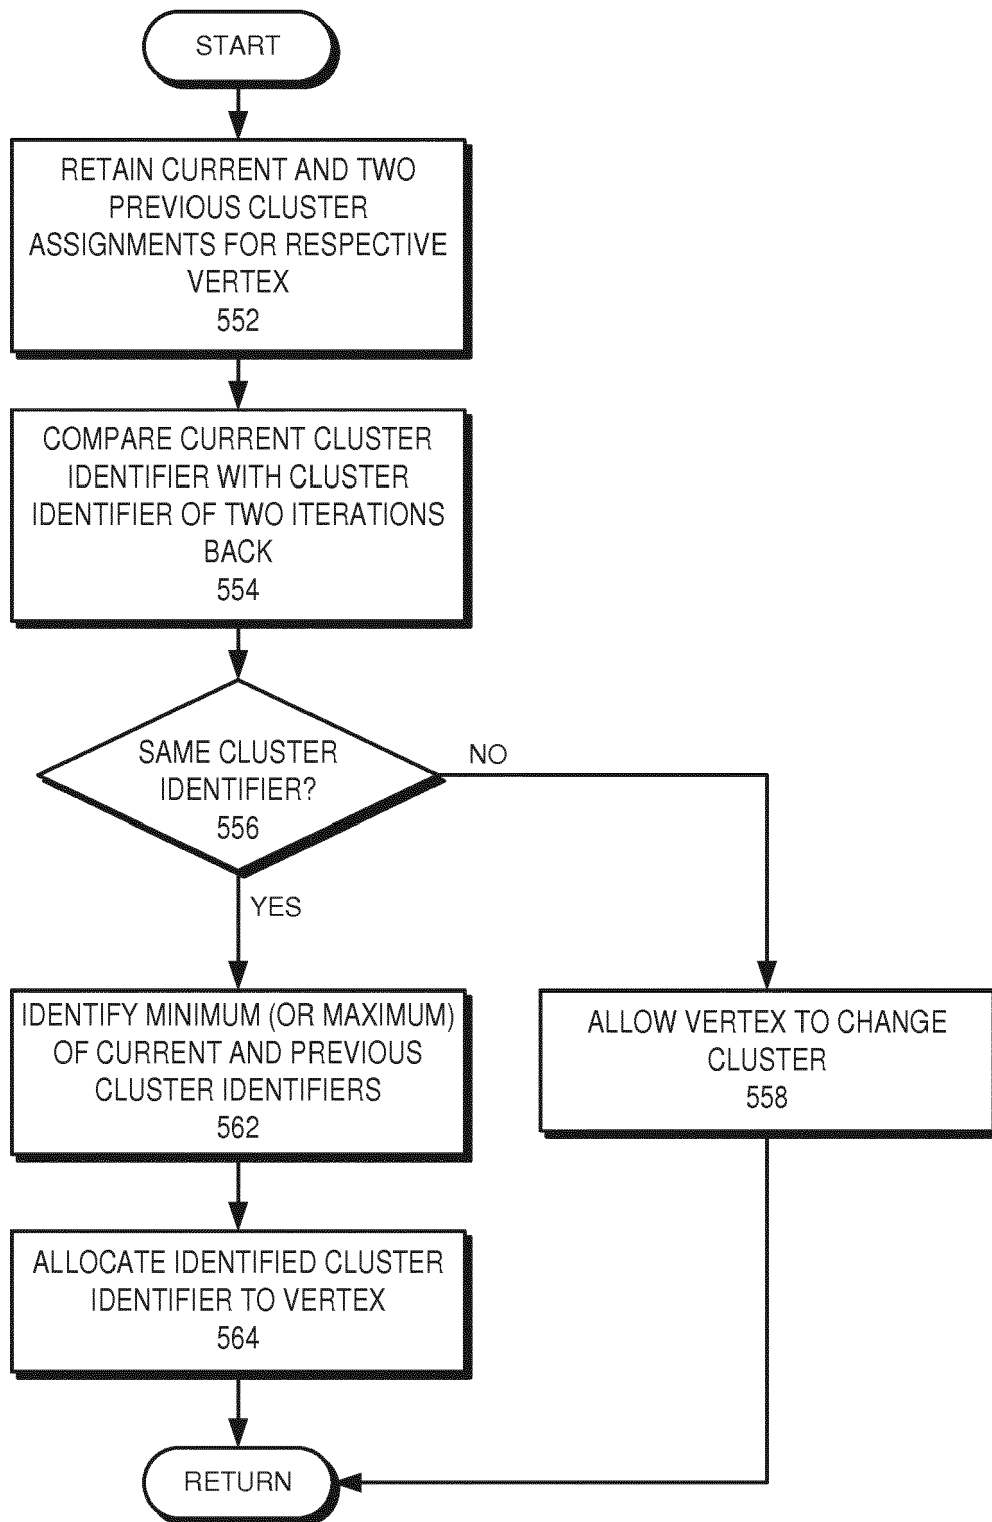 START
RETAIN CURRENT AND TWO
PREVIOUS CLUSTER
ASSIGNMENTS FOR RESPECTIVE
VERTEX
552
COMPARE CURRENT CLUSTER
IDENTIFIER WITH CLUSTER
IDENTIFIER OF TWO ITERATIONS
BACK
554
SAME CLUSTER
IDENTIFIER?
556
NO
YES
IDENTIFY MINIMUM (OR MAXIMUM)
OF CURRENT AND PREVIOUS
CLUSTER IDENTIFIERS
562
ALLOW VERTEX TO CHANGE
CLUSTER
558
ALLOCATE IDENTIFIED CLUSTER
IDENTIFIER TO VERTEX
564
RETURN